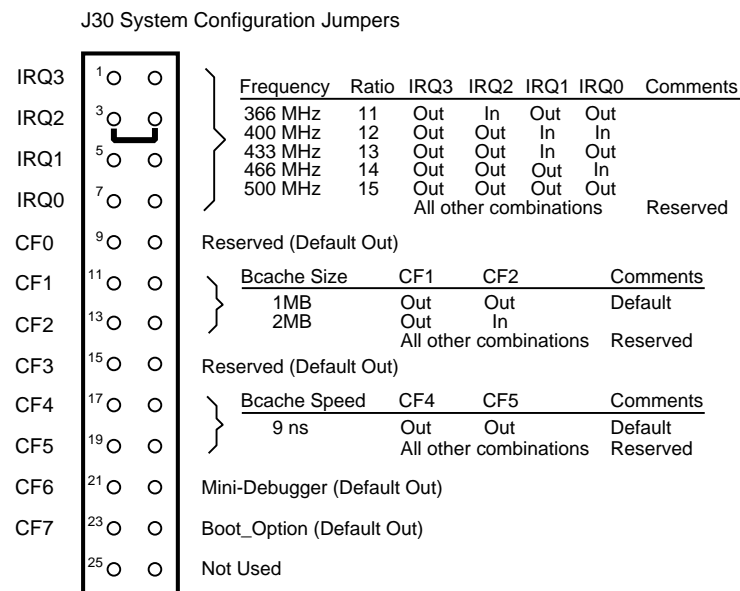 J30 System Configuration Jumpers
IRQ3 1
Frequency Ratio IRQ3 IRQ2 IRQ1 IRQ0 Comments
366 MHz 11 Out In Out Out
IRQ2 3
400 MHz 12 Out Out In In
433 MHz 13 Out Out In Out
IRQ1 5
466 MHz 14 Out Out Out In
500 MHz 15 Out Out Out Out
IRQ0 7
All other combinations Reserved
CF0 9 Reserved (Default Out)
CF1 11
Bcache Size CF1 CF2 Comments
1MB Out Out Default
CF2 13
2MB Out In
All other combinations Reserved
CF3 15 Reserved (Default Out)
CF4 17
Bcache Speed CF4 CF5 Comments
9 ns Out Out Default
CF5 19
All other combinations Reserved
CF6 21 Mini-Debugger (Default Out)
CF7 23 Boot_Option (Default Out)
25 Not Used